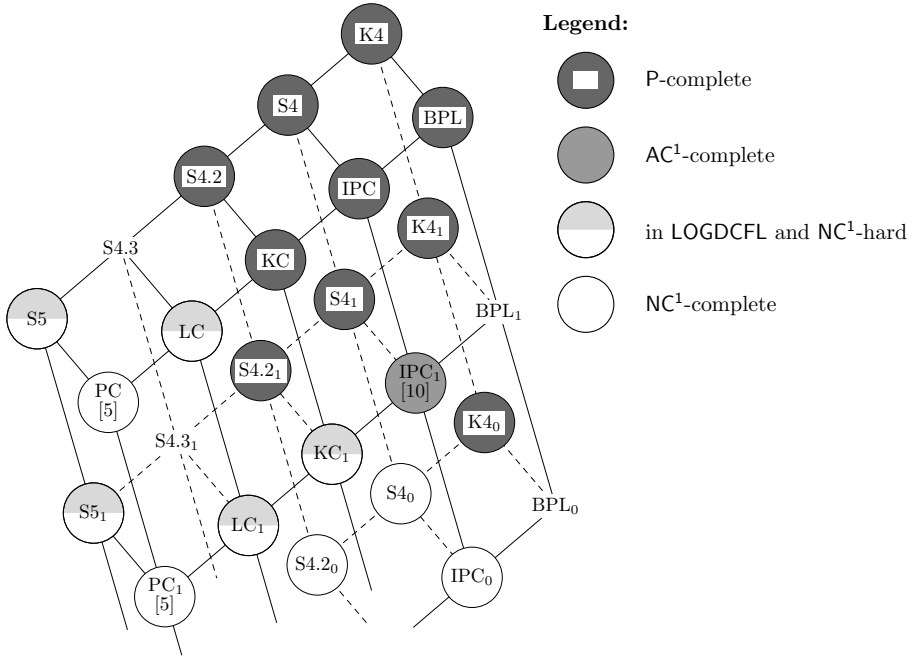 K4
Legend:
P-complete
S4
BPL
AC¹-complete
S4.2
IPC
K4₁
in LOGDCFL and NC¹-hard
S4.3
KC
S4₁
BPL₁
NC¹-complete
S5
LC
S4.2₁
IPC₁
[10]
PC
[5]
K4₀
S4.3₁
KC₁
S4₀
BPL₀
S5₁
LC₁
S4.2₀
IPC₀
PC₁
[5]